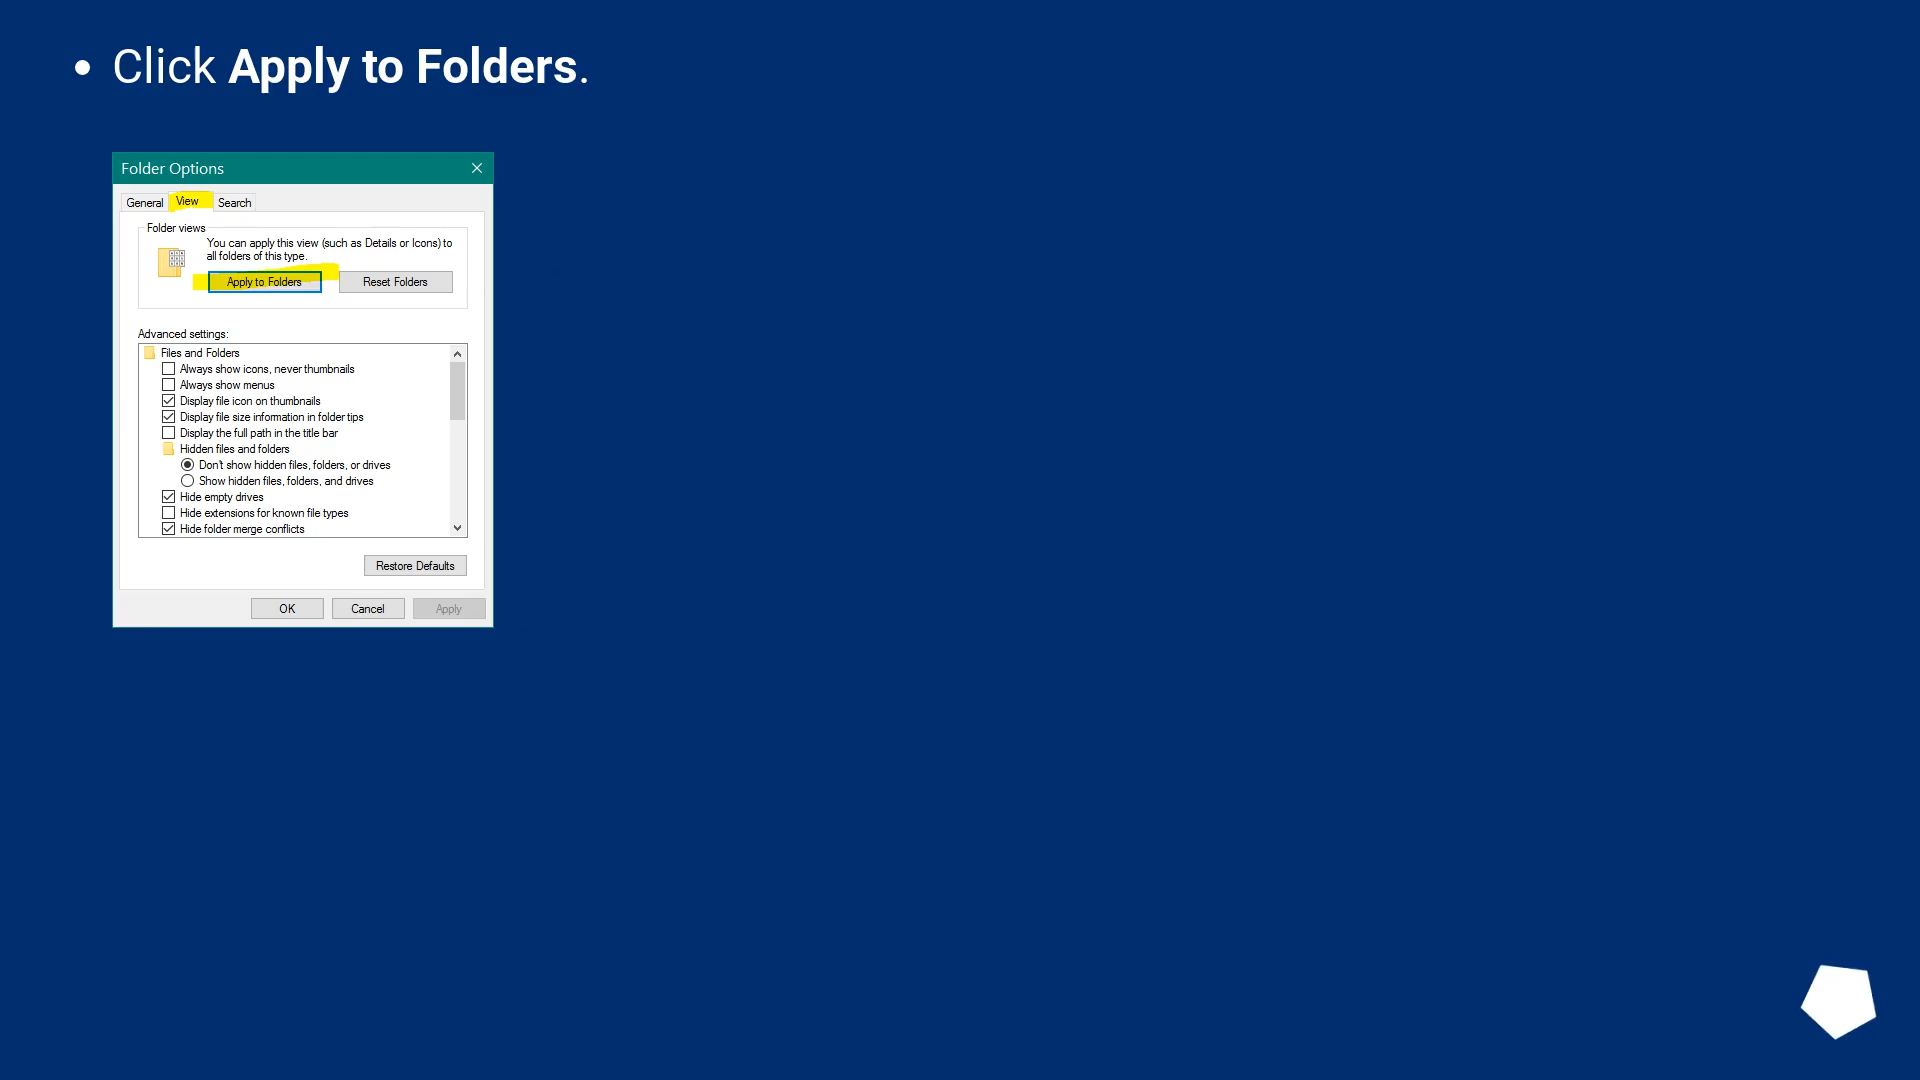 • Click Apply to Folders.
Folder Options
General View Search
Folder views
You can apply this view (such as Details or Icons) to
all folders of this type.
Apply to Folders Reset Folders
Advanced settings:
Files and Folders
Always show icons, never thumbnails
Always show menus
Display file icon on thumbnails
Display file size information in folder tips
Display the full path in the title bar
Hidden files and folders
Don't show hidden files, folders, or drives
Show hidden files, folders, and drives
Hide empty drives
Hide extensions for known file types
Hide folder merge conflicts
Restore Defaults
OK Cancel Apply